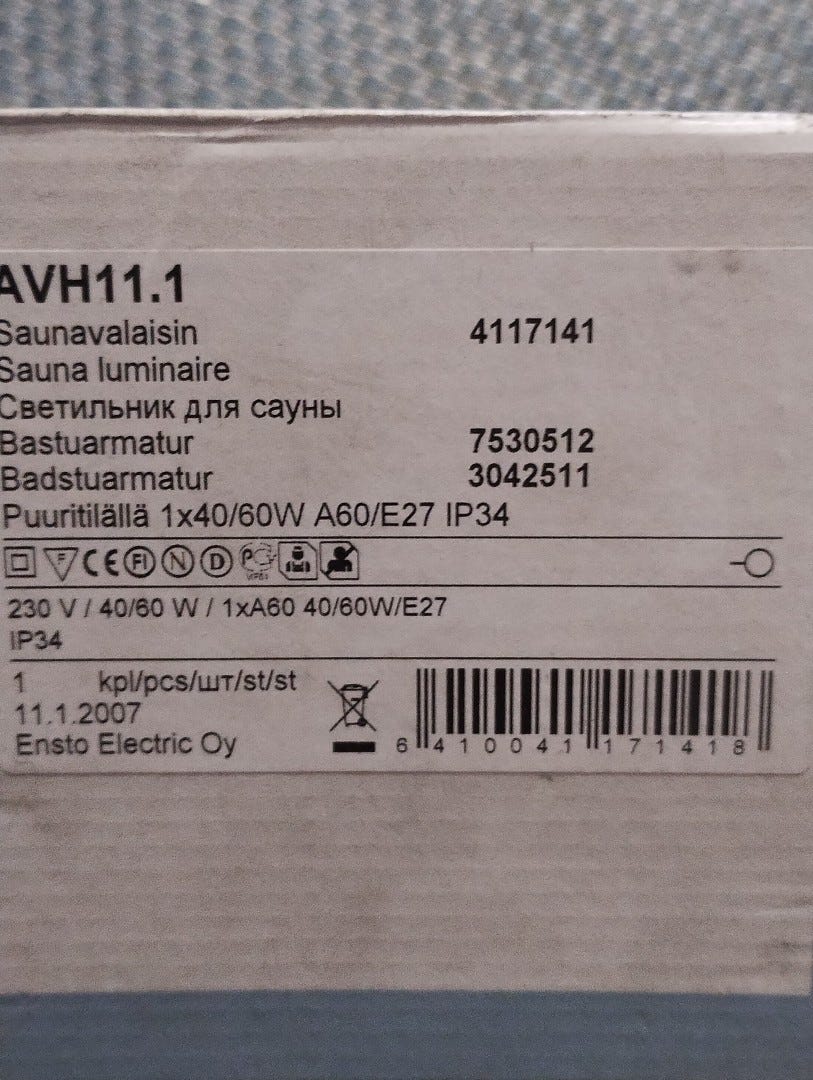 AVH11.1
Saunavalaisin 4117141
Sauna luminaire
Светильник для сауны
Bastuarmatur 7530512
Badstuarmatur 3042511
Puuritilällä 1x40/60W A60/E27 IP34
F CE FI N D
230 V / 40/60 W / 1xA60 40/60W/E27
IP34
1 kpl/pcs/шт/st/st
11.1.2007
Ensto Electric Oy
6 410041 171418